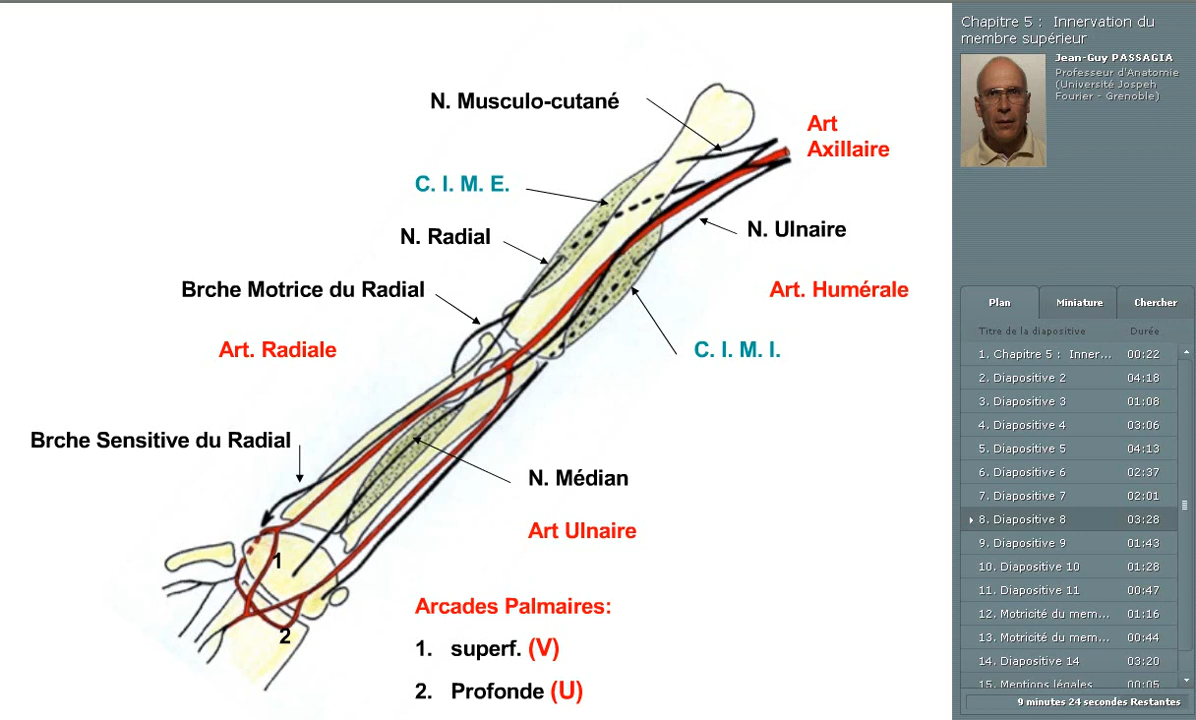 N. Musculo-cutané
Art
Axillaire
C. I. M. E.
N. Radial
N. Ulnaire
Brche Motrice du Radial
Art. Humérale
Art. Radiale
C. I. M. I.
Brche Sensitive du Radial
N. Médian
Art Ulnaire
1
2
Arcades Palmaires:
1. superf. (V)
2. Profonde (U)
Chapitre 5 : Innervation du
membre supérieur
Jean-Guy PASSAGIA
Professeur d'Anatomie
(Université Jospeh
Fourier - Grenoble)
Plan Miniature Chercher
Titre de la diapositive Durée
1. Chapitre 5 : Inner... 00:22
2. Diapositive 2 04:18
3. Diapositive 3 01:08
4. Diapositive 4 03:06
5. Diapositive 5 04:13
6. Diapositive 6 02:37
7. Diapositive 7 02:01
8. Diapositive 8 03:28
9. Diapositive 9 01:43
10. Diapositive 10 01:28
11. Diapositive 11 00:47
12. Motricité du mem... 01:16
13. Motricité du mem... 00:44
14. Diapositive 14 03:20
15. Mentions légales 00:05
9 minutes 24 secondes Restantes